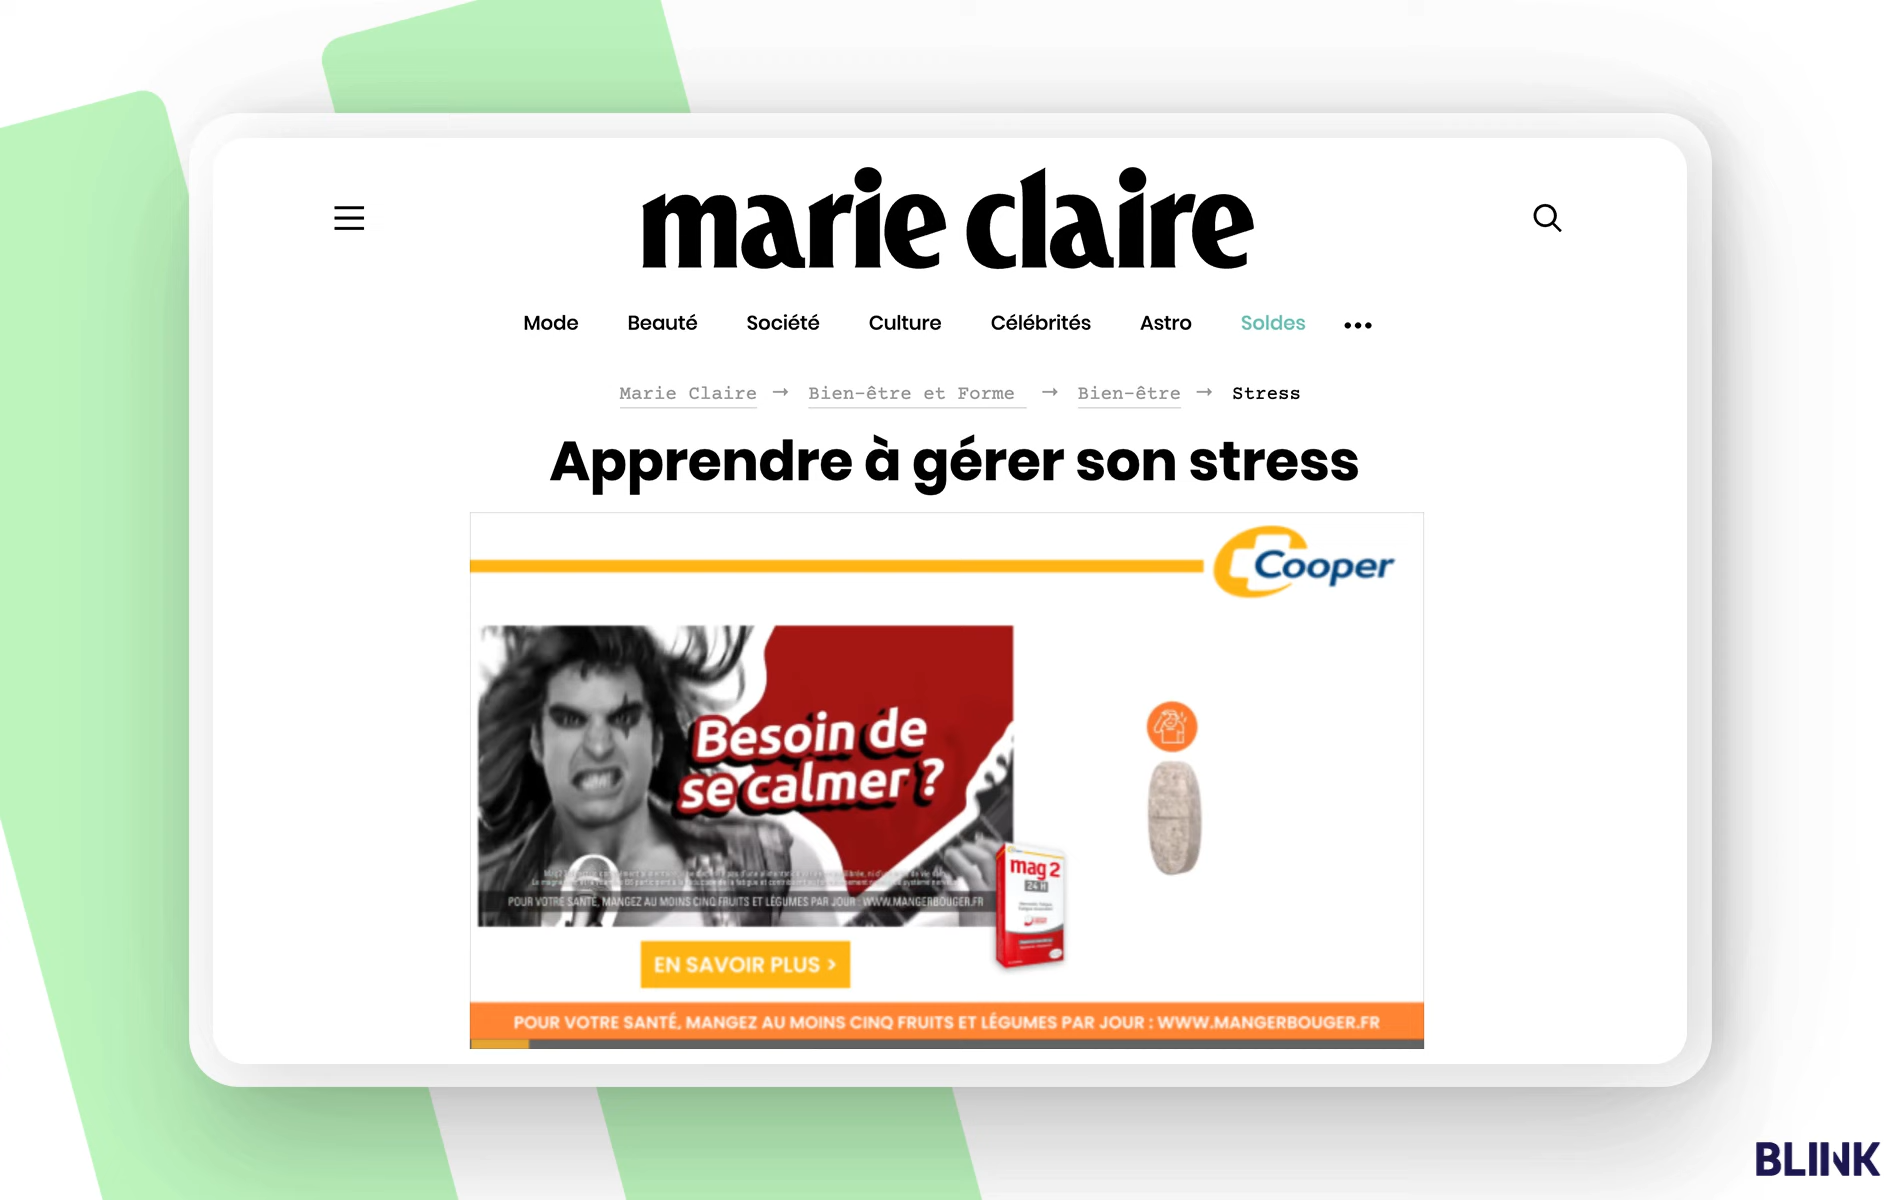 marie claire
Mode Beauté Société Culture Célébrités Astro Soldes •••
Marie Claire → Bien-être et Forme → Bien-être → Stress
Apprendre à gérer son stress
Cooper
Besoin de
se calmer ?
POUR VOTRE SANTÉ, MANGEZ AU MOINS CINQ FRUITS ET LÉGUMES PAR JOUR : WWW.MANGERBOUGER.FR
mag 2
24 H
EN SAVOIR PLUS >
POUR VOTRE SANTÉ, MANGEZ AU MOINS CINQ FRUITS ET LÉGUMES PAR JOUR : WWW.MANGERBOUGER.FR
BLIINK